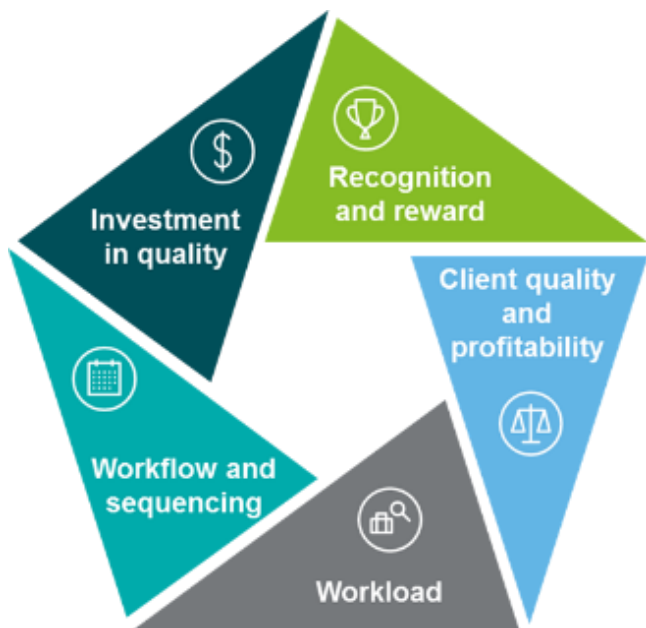 Investment
in quality
Recognition
and reward
Client quality
and
profitability
Workload
Workflow and
sequencing